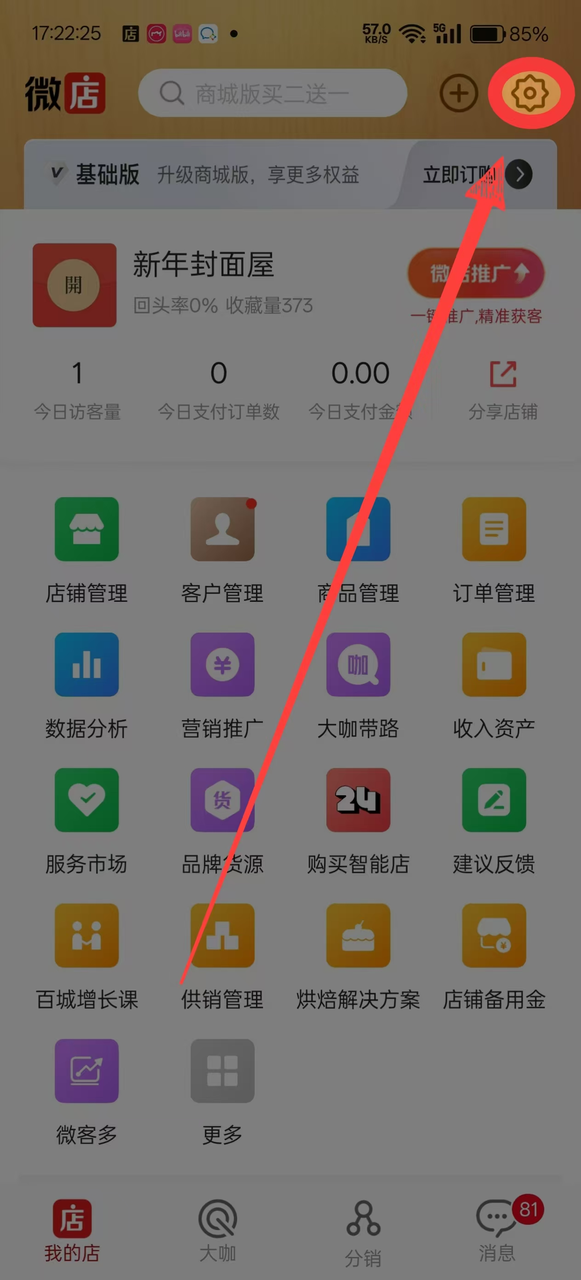 17:22:25
57.0
KB/S
5G
85%
微店
商城版买二送一
基础版 升级商城版，享更多权益 立即订购
開
新年封面屋
微店推广
回头率0% 收藏量373
一键推广,精准获客
1 0 0.00
今日访客量 今日支付订单数 今日支付金额 分享店铺
店铺管理 客户管理 商品管理 订单管理
咖
数据分析 营销推广 大咖带路 收入资产
货 24
服务市场 品牌货源 购买智能店 建议反馈
百城增长课 供销管理 烘焙解决方案 店铺备用金
微客多 更多
店 81
我的店 大咖 分销 消息